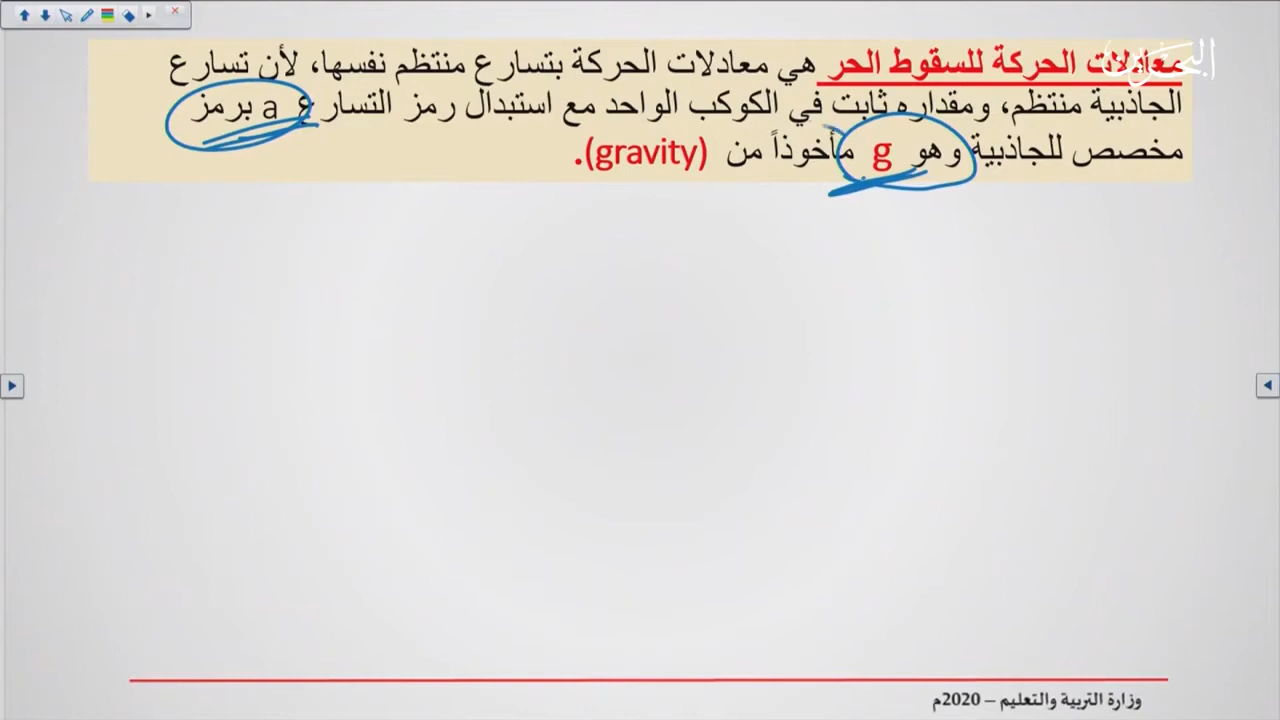 البحرين
معادلات الحركة للسقوط الحر هي معادلات الحركة بتسارع منتظم نفسها، لأن تسارع
الجاذبية منتظم، ومقداره ثابت في الكوكب الواحد مع استبدال رمز التسارع a برمز
مخصص للجاذبية وهو g مأخوذاً من (gravity).
وزارة التربية والتعليم – 2020م